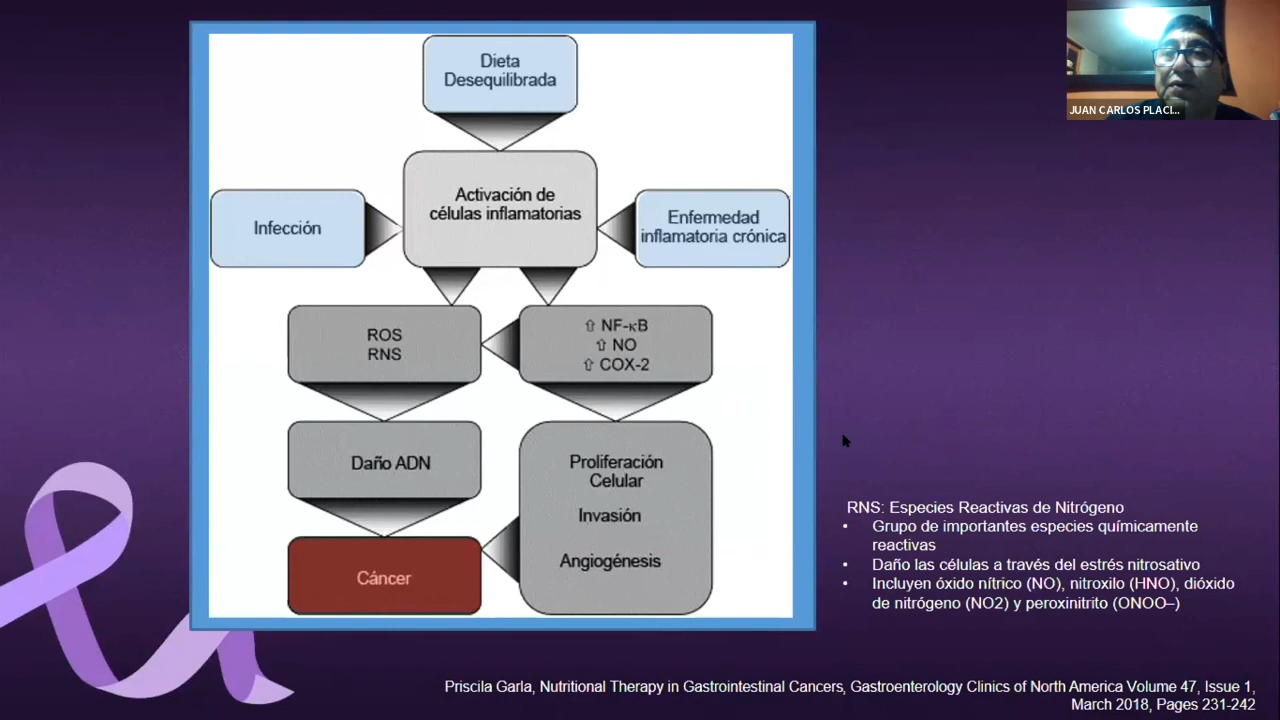 Dieta
Desequilibrada
Activación de
células inflamatorias
Infección
Enfermedad
inflamatoria crónica
ROS
RNS
⇧ NF-κB
⇧ NO
⇧ COX-2
Daño ADN
Proliferación
Celular
Invasión
Angiogénesis
Cáncer
JUAN CARLOS PLACI...
RNS: Especies Reactivas de Nitrógeno
• Grupo de importantes especies químicamente
reactivas
• Daño las células a través del estrés nitrosativo
• Incluyen óxido nítrico (NO), nitroxilo (HNO), dióxido
de nitrógeno (NO2) y peroxinitrito (ONOO–)
Priscila Garla, Nutritional Therapy in Gastrointestinal Cancers, Gastroenterology Clinics of North America Volume 47, Issue 1,
March 2018, Pages 231-242